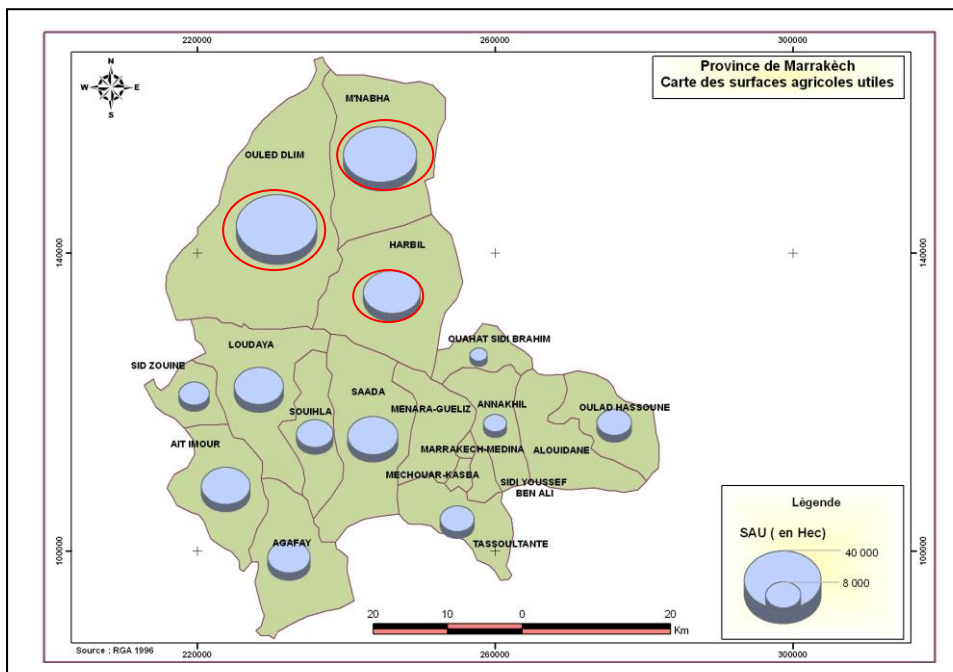 220000
260000
300000
Province de Marrakèch
Carte des surfaces agricoles utiles
N
W
E
S
M'NABHA
OULED DLIM
140000
140000
HARBIL
OUAHAT SIDI BRAHIM
LOUDAYA
SID ZOUINE
SAADA
SOUIHLA
MENARA-GUELIZ
ANNAKHIL
OULAD HASSOUNE
AIT IMOUR
MARRAKECH-MEDINA
ALOUIDANE
MECHOUAR-KASBA
SIDI YOUSSEF
BEN ALI
AGAFAY
TASSOULTANTE
100000
100000
Lègende
SAU ( en Hec)
40 000
8 000
20
10
0
20
Km
Source : RGA 1996
220000
260000
300000